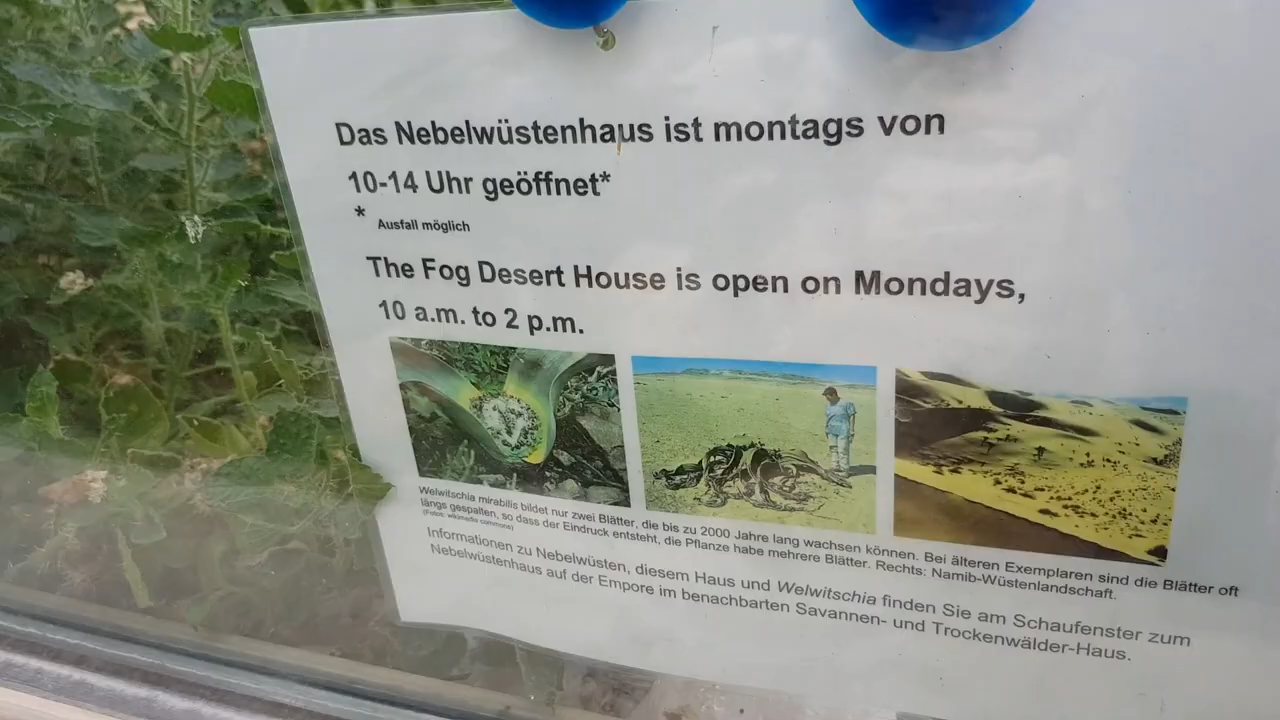 Das Nebelwüstenhaus ist montags von
10-14 Uhr geöffnet*
* Ausfall möglich
The Fog Desert House is open on Mondays,
10 a.m. to 2 p.m.
Welwitschia mirabilis bildet nur zwei Blätter, die bis zu 2000 Jahre lang wachsen können. Bei älteren Exemplaren sind die Blätter oft
längs gespalten, so dass der Eindruck entsteht, die Pflanze habe mehrere Blätter. Rechts: Namib-Wüstenlandschaft.
(Fotos: wikimedia commons)
Informationen zu Nebelwüsten, diesem Haus und Welwitschia finden Sie am Schaufenster zum
Nebelwüstenhaus auf der Empore im benachbarten Savannen- und Trockenwälder-Haus.